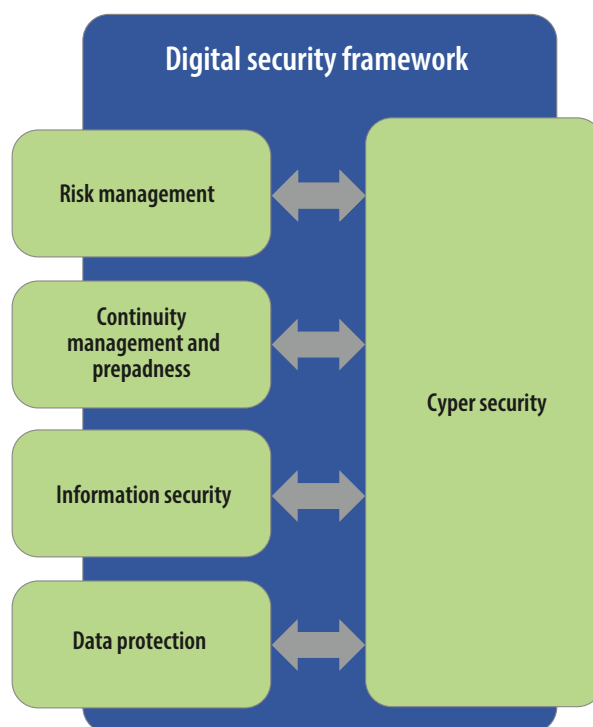 Digital security framework
Risk management
Continuity
management and
prepadness
Cyper security
Information security
Data protection